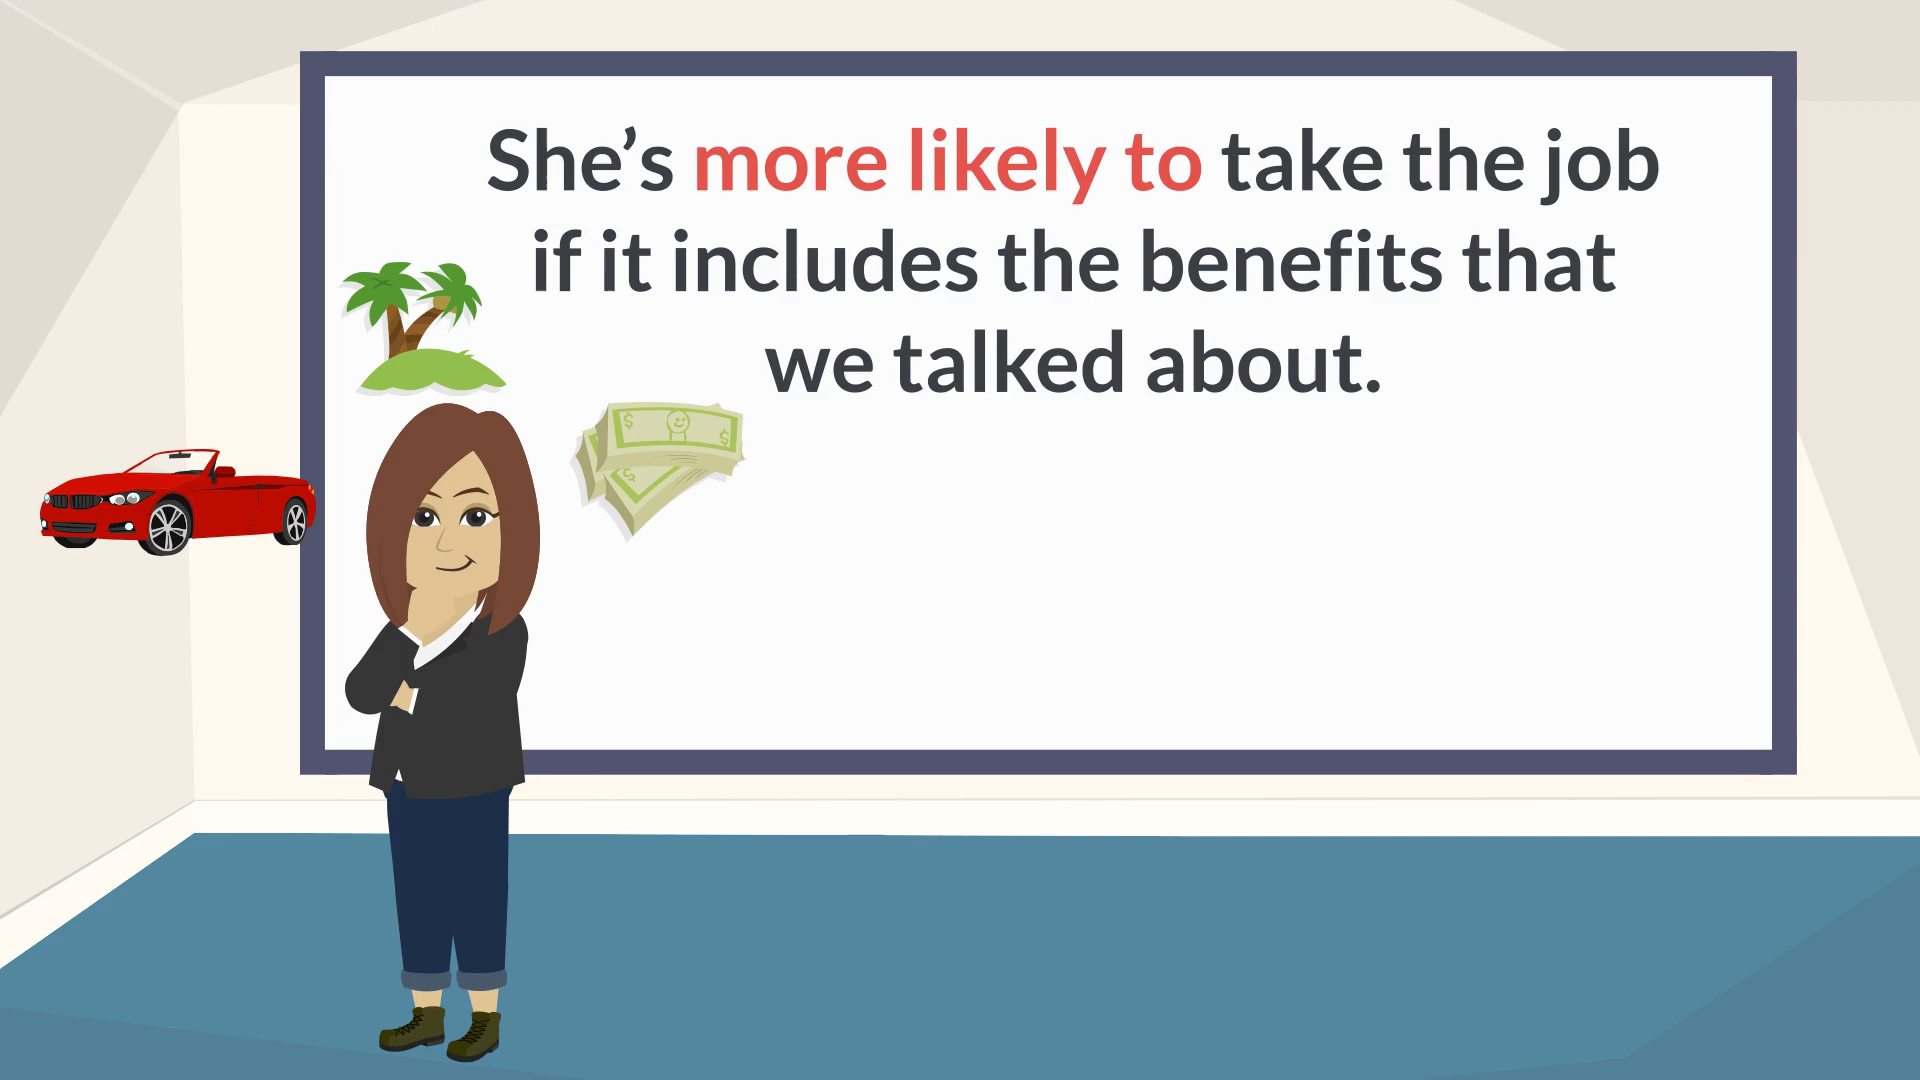 She’s more likely to take the job
if it includes the benefits that
we talked about.